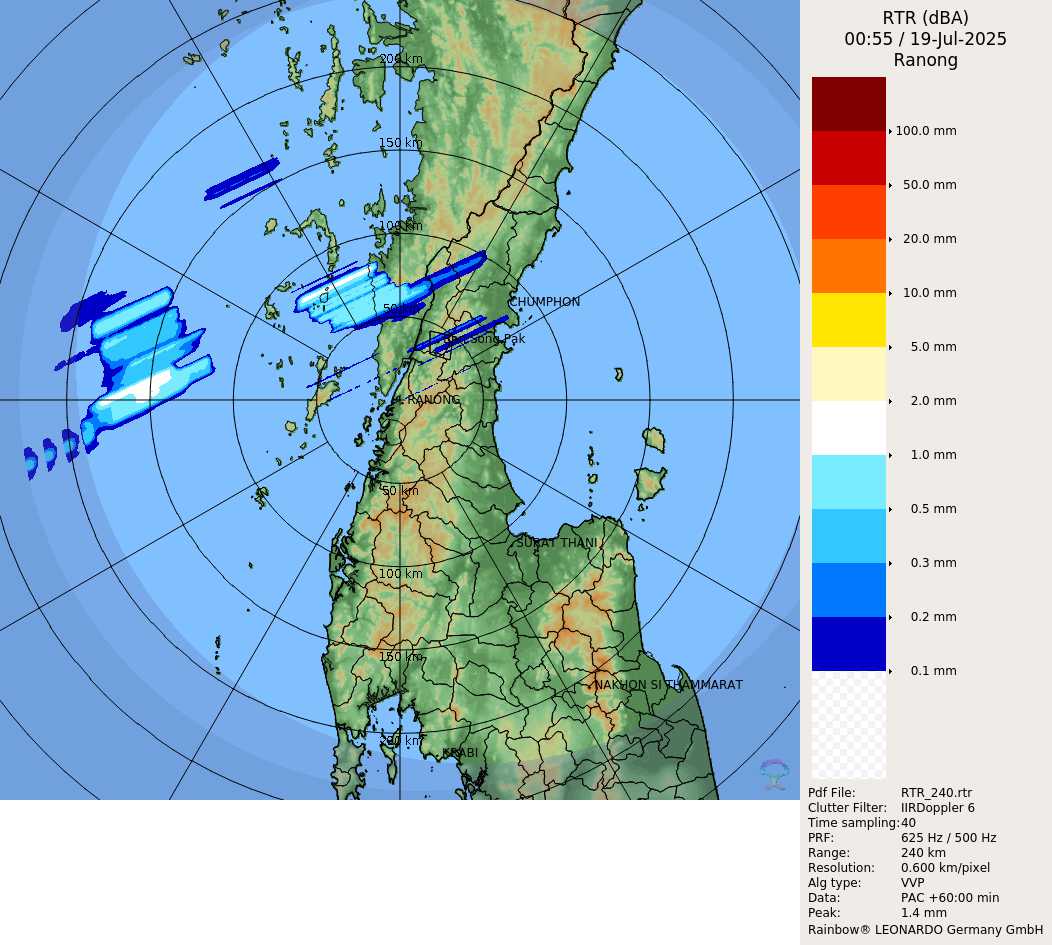 RTR (dBA)
00:55 / 19-Jul-2025
Ranong
100.0 mm
50.0 mm
20.0 mm
10.0 mm
5.0 mm
2.0 mm
1.0 mm
0.5 mm
0.3 mm
0.2 mm
0.1 mm
Pdf File: RTR_240.rtr
Clutter Filter: IIRDoppler 6
Time sampling: 40
PRF: 625 Hz / 500 Hz
Range: 240 km
Resolution: 0.600 km/pixel
Alg type: VVP
Data: PAC +60:00 min
Peak: 1.4 mm
Rainbow® LEONARDO Germany GmbH
200 km
150 km
100 km
50
CHUMPHON
Song Pak
RANONG
50 km
SURAT THANI
100 km
150 km
NAKHON SI THAMMARAT
200 km
KRABI